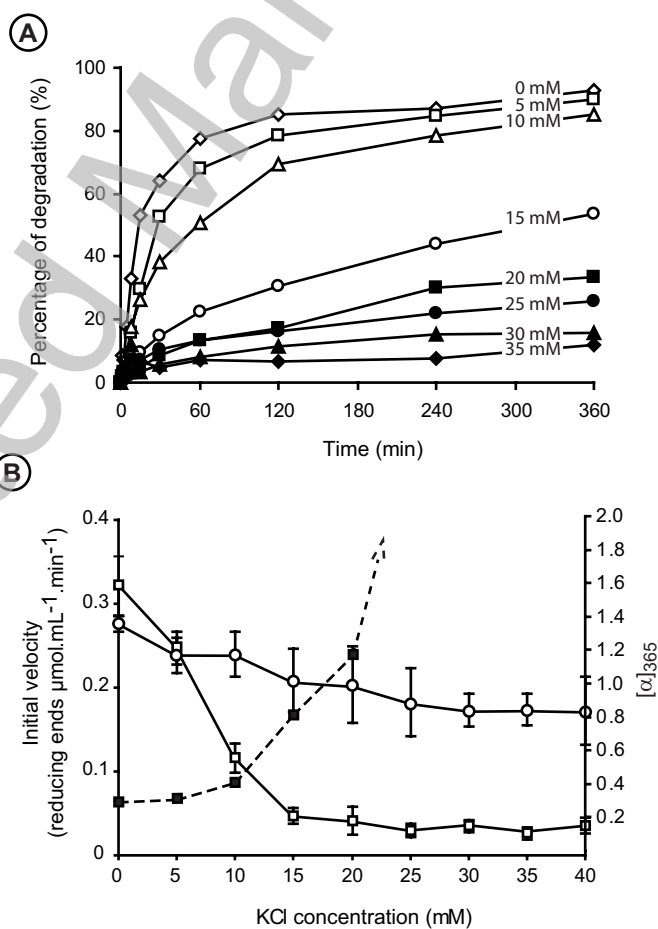 A
Percentage of degradation (%)
100
80
60
40
20
0
0 mM
5 mM
10 mM
15 mM
20 mM
25 mM
30 mM
35 mM
0 60 120 180 240 300 360
Time (min)
B
Initial velocity
(reducing ends µmol.mL-1.min-1)
0.4
0.3
0.2
0.1
0
2.0
1.8
1.6
1.4
1.2
1.0
0.8
0.6
0.4
0.2
[α]365
0 5 10 15 20 25 30 35 40
KCl concentration (mM)